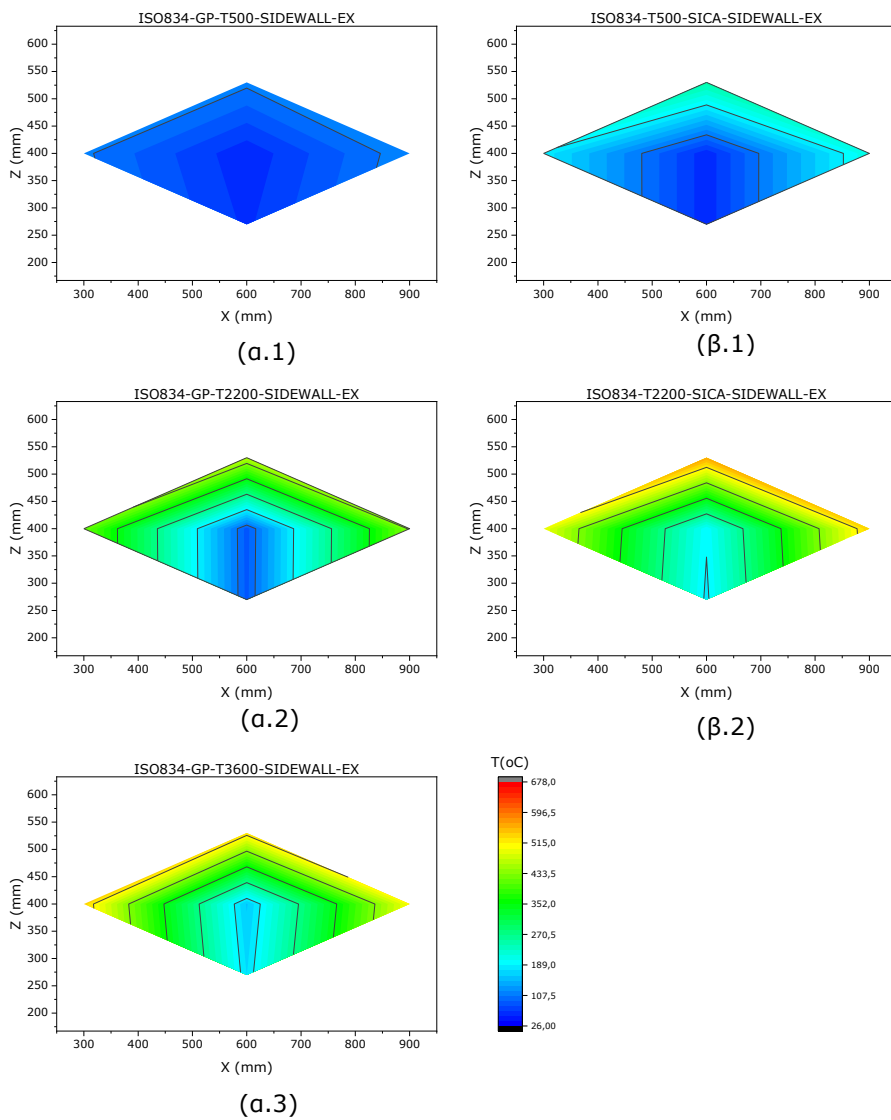 ISO834-GP-T500-SIDEWALL-EX
600
550
500
450
400
350
300
250
200
Z (mm)
300 400 500 600 700 800 900
X (mm)
(α.1)
ISO834-T500-SICA-SIDEWALL-EX
600
550
500
450
400
350
300
250
200
Z (mm)
300 400 500 600 700 800 900
X (mm)
(β.1)
ISO834-GP-T2200-SIDEWALL-EX
600
550
500
450
400
350
300
250
200
Z (mm)
300 400 500 600 700 800 900
X (mm)
(α.2)
ISO834-T2200-SICA-SIDEWALL-EX
600
550
500
450
400
350
300
250
200
Z (mm)
300 400 500 600 700 800 900
X (mm)
(β.2)
ISO834-GP-T3600-SIDEWALL-EX
600
550
500
450
400
350
300
250
200
Z (mm)
300 400 500 600 700 800 900
X (mm)
(α.3)
T(oC)
678,0
596,5
515,0
433,5
352,0
270,5
189,0
107,5
26,00